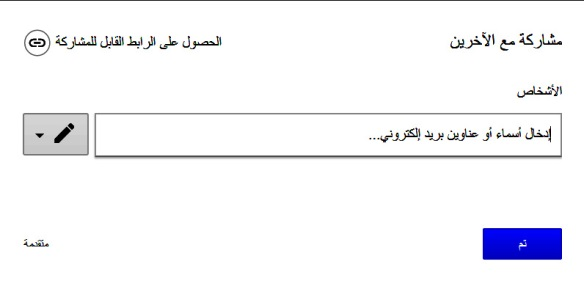 مشاركة مع الآخرين
الحصول على الرابط القابل للمشاركة
الأشخاص
إدخال أسماء أو عناوين بريد إلكتروني...
تم
متقدمة